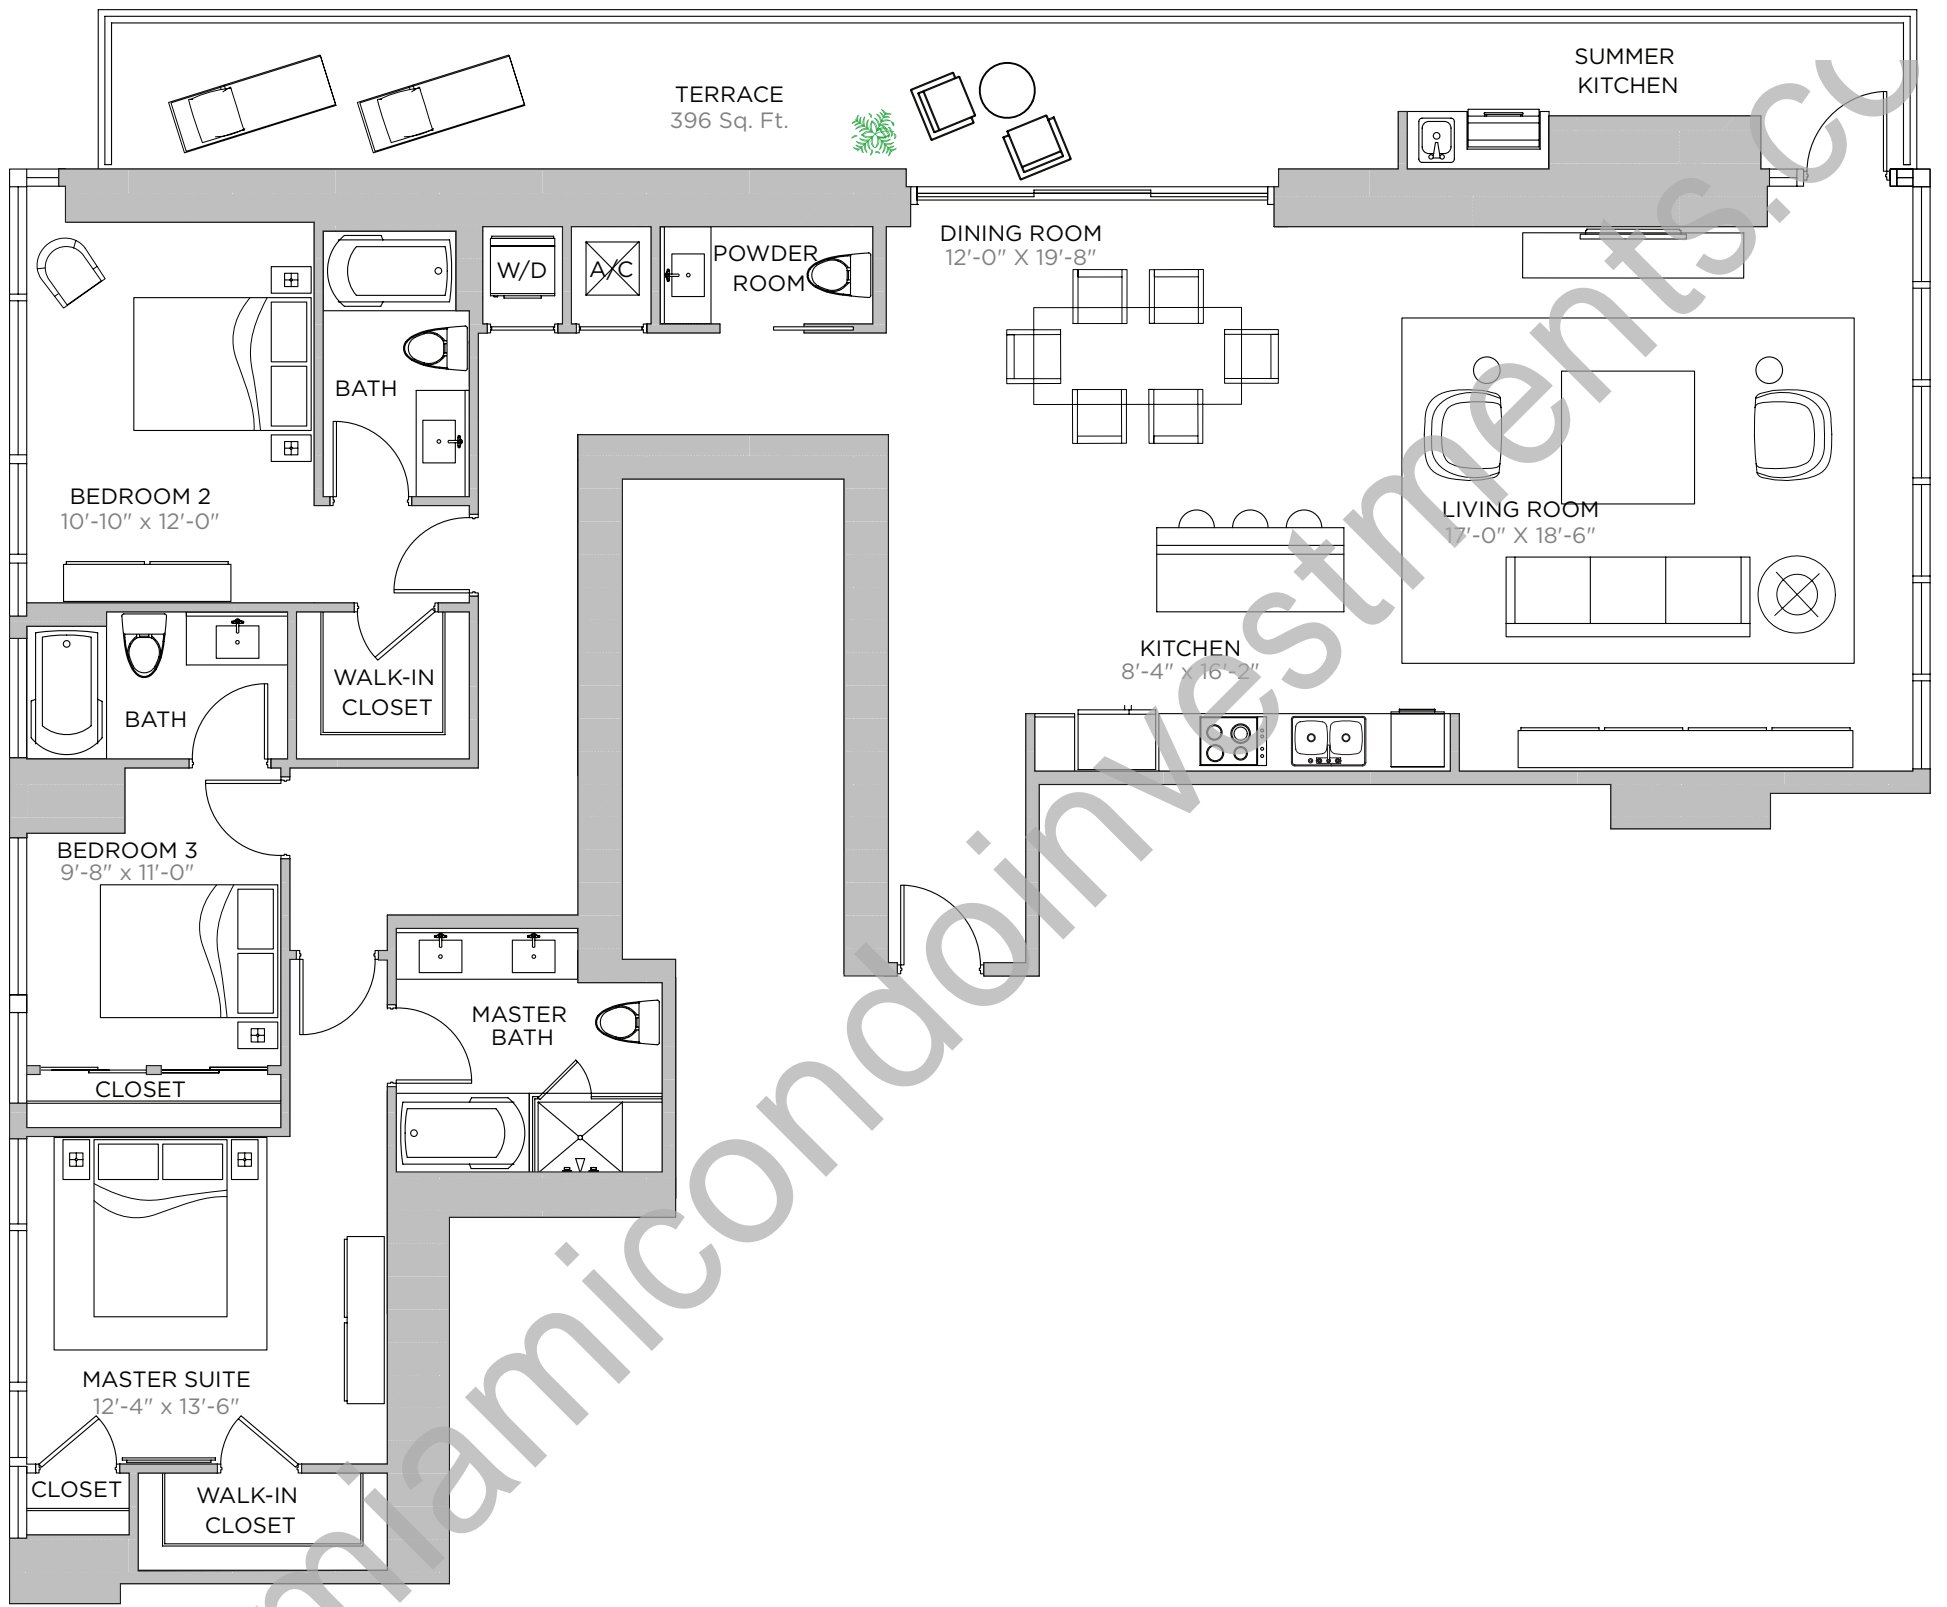 SUMMER
KITCHEN
TERRACE
396 Sq. Ft.
DINING ROOM
12'-0" X 19'-8"
POWDER
ROOM
W/D
A/C
BATH
BEDROOM 2
10'-10" x 12'-0"
LIVING ROOM
17'-0" X 18'-6"
KITCHEN
8'-4" x 16'-2"
WALK-IN
CLOSET
BATH
BEDROOM 3
9'-8" x 11'-0"
MASTER
BATH
CLOSET
MASTER SUITE
12'-4" x 13'-6"
CLOSET
WALK-IN
CLOSET
miamicondoinvestments.co